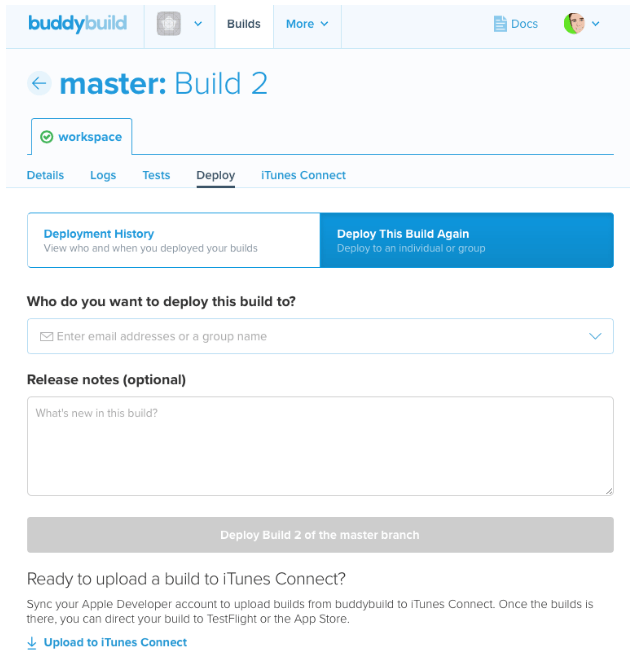 buddybuild
Builds
More
Docs
master: Build 2
workspace
Details
Logs
Tests
Deploy
iTunes Connect
Deployment History
View who and when you deployed your builds
Deploy This Build Again
Deploy to an individual or group
Who do you want to deploy this build to?
Enter email addresses or a group name
Release notes (optional)
What's new in this build?
Deploy Build 2 of the master branch
Ready to upload a build to iTunes Connect?
Sync your Apple Developer account to upload builds from buddybuild to iTunes Connect. Once the builds is
there, you can direct your build to TestFlight or the App Store.
Upload to iTunes Connect